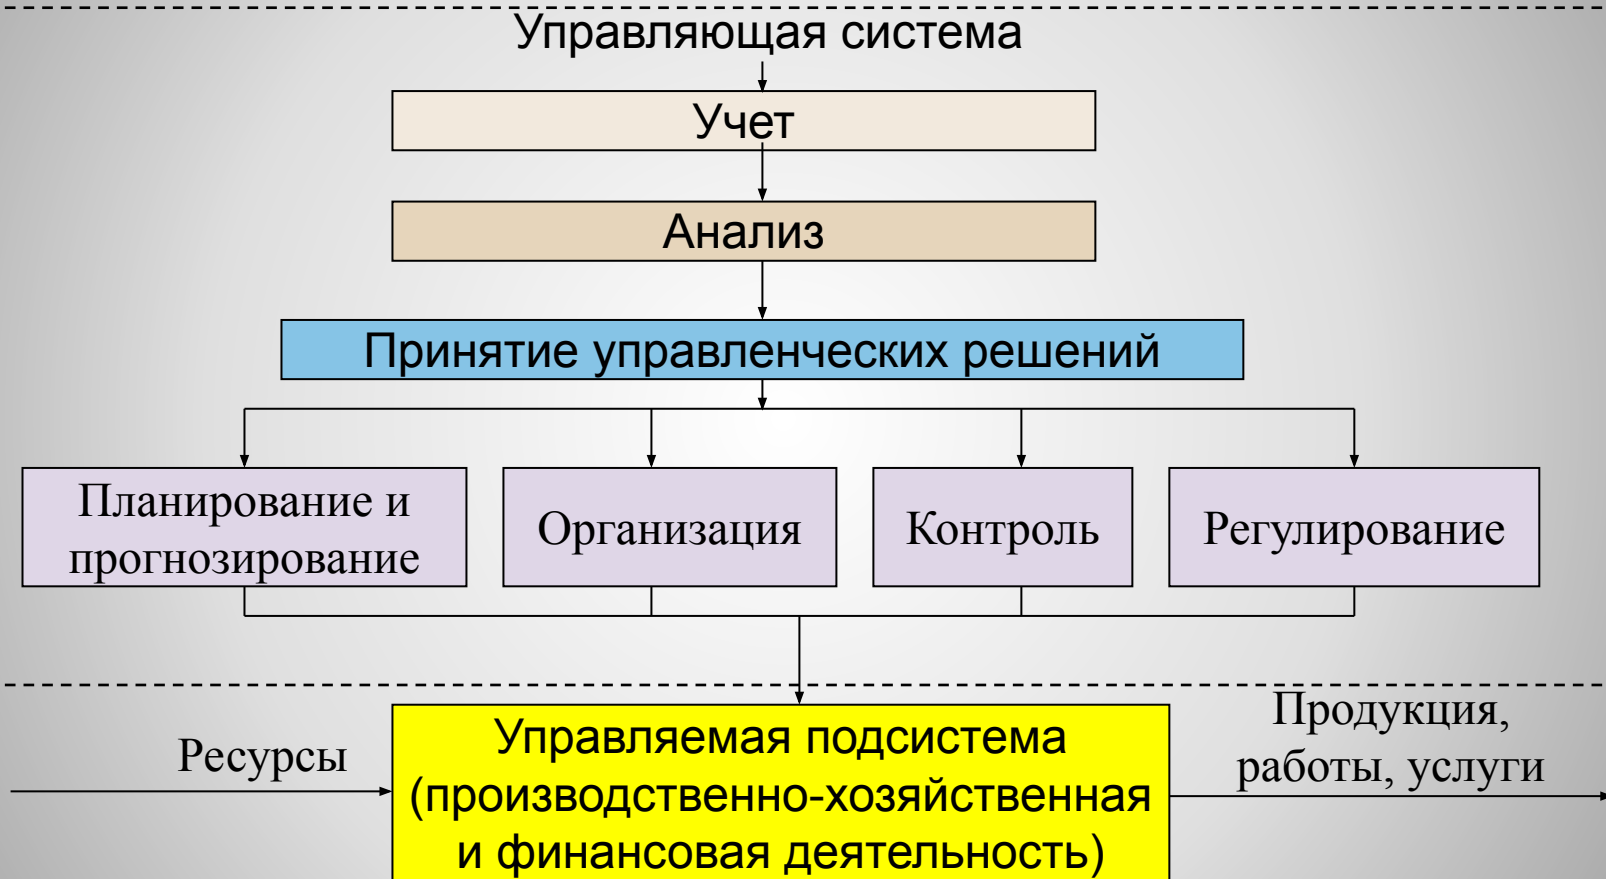 Управляющая система
Учет
Анализ
Принятие управленческих решений
Планирование и
прогнозирование
Организация
Контроль
Регулирование
Ресурсы
Управляемая подсистема
(производственно-хозяйственная
и финансовая деятельность)
Продукция,
работы, услуги